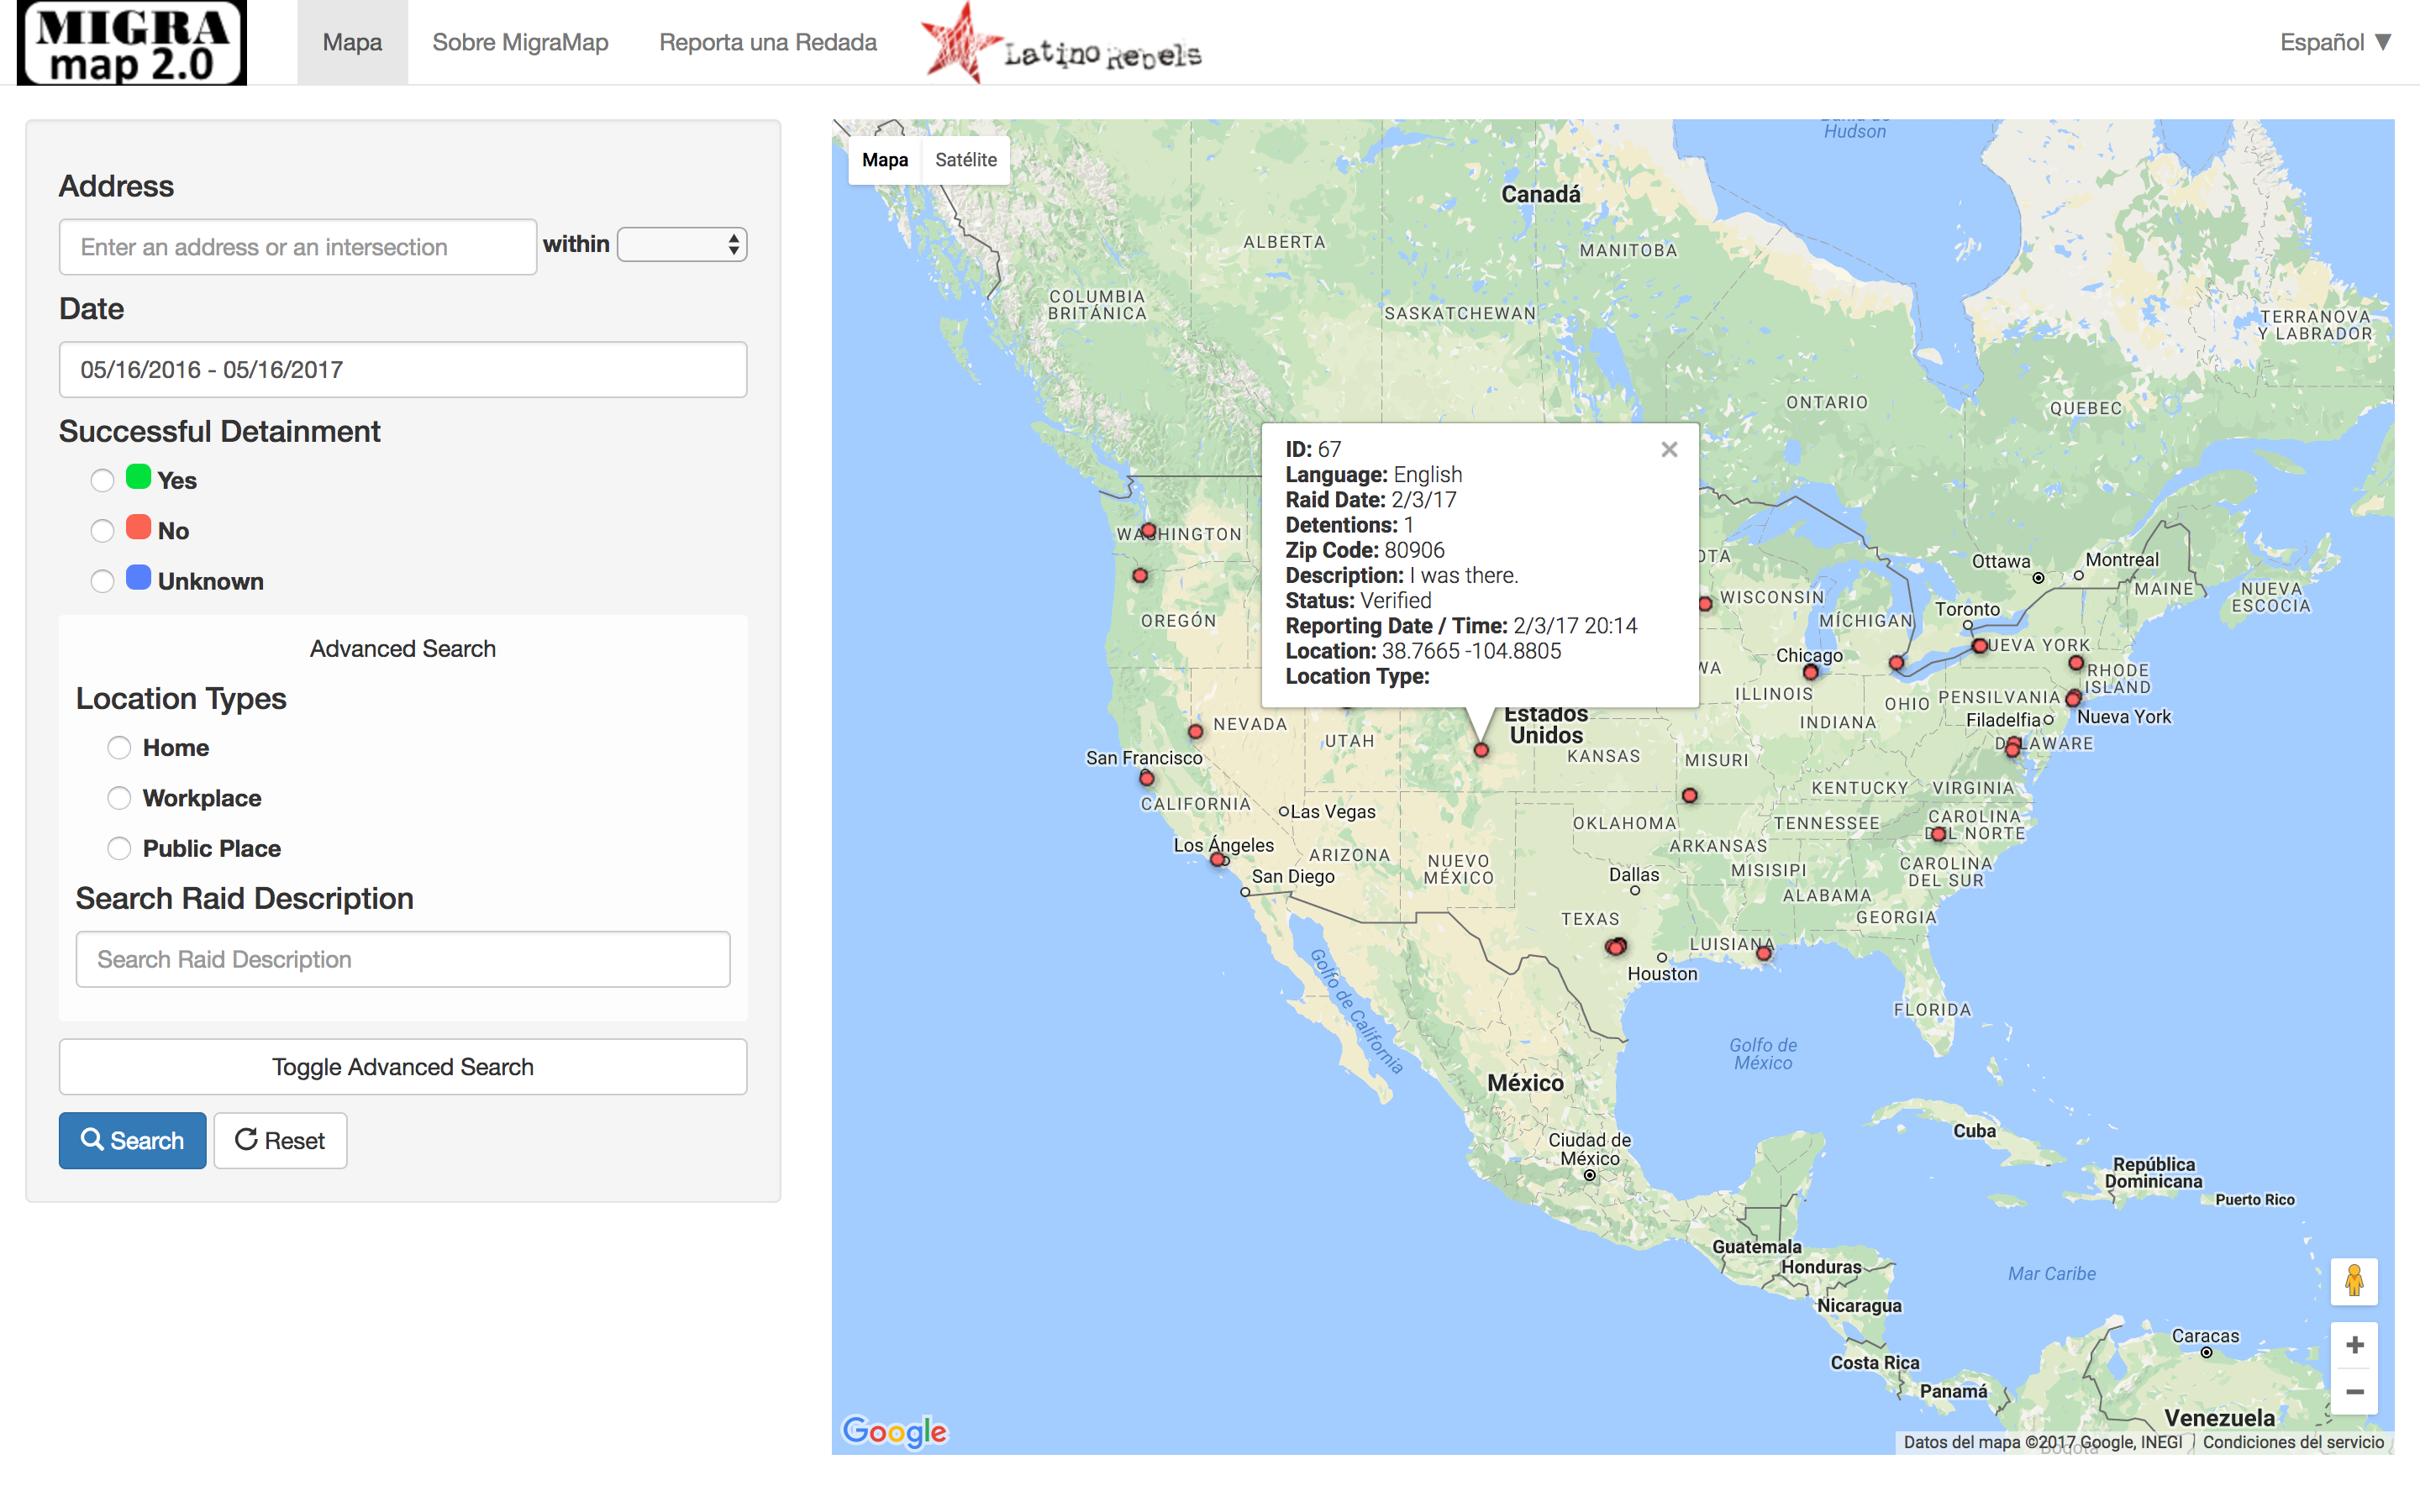 MIGRA
map 2.0
Mapa
Sobre MigraMap
Reporta una Redada
Latino Rebels
Español ▼
Address
Enter an address or an intersection
within
Date
05/16/2016 - 05/16/2017
Successful Detainment
Yes
No
Unknown
Advanced Search
Location Types
Home
Workplace
Public Place
Search Raid Description
Search Raid Description
Toggle Advanced Search
Search
Reset
Mapa
Satélite
Hudson
Canadá
ALBERTA
MANITOBA
COLUMBIA
BRITÁNICA
SASKATCHEWAN
TERRANOVA
Y LABRADOR
ONTARIO
QUEBEC
ID: 67
Language: English
Raid Date: 2/3/17
Detentions: 1
Zip Code: 80906
Description: I was there.
Status: Verified
Reporting Date / Time: 2/3/17 20:14
Location: 38.7665 -104.8805
Location Type:
WASHINGTON
OTA
Ottawa
Montreal
MAINE
NUEVA
ESCOCIA
WISCONSIN
Toronto
OREGÓN
MÍCHIGAN
UEVA YORK
Chicago
WA
RHODE
ISLAND
ILLINOIS
OHIO
PENSILVANIA
Nueva York
NEVADA
Estados
Unidos
INDIANA
Filadelfia
UTAH
KANSAS
MISURI
DELAWARE
San Francisco
CALIFORNIA
KENTUCKY
VIRGINIA
Las Vegas
OKLAHOMA
TENNESSEE
CAROLINA
DEL NORTE
Los Ángeles
ARIZONA
NUEVO
MÉXICO
ARKANSAS
CAROLINA
DEL SUR
San Diego
Dallas
MISISIPI
ALABAMA
TEXAS
GEORGIA
LUISIANA
Houston
Golfo de California
FLORIDA
Golfo de
México
México
Ciudad de
México
Cuba
República
Dominicana
Puerto Rico
Guatemala
Honduras
Mar Caribe
Nicaragua
Caracas
Costa Rica
Panamá
Venezuela
Google
Datos del mapa ©2017 Google, INEGI
Condiciones del servicio